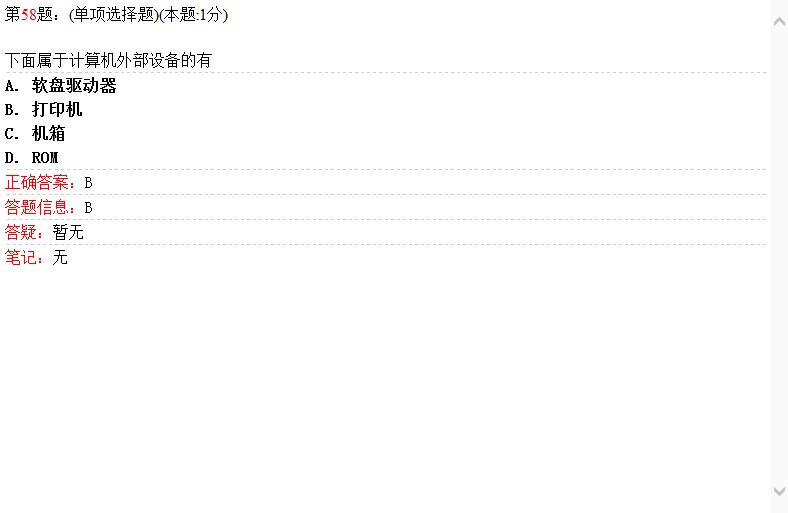 第58题：(单项选择题)(本题:1分)
下面属于计算机外部设备的有
A. 软盘驱动器
B. 打印机
C. 机箱
D. ROM
正确答案：B
答题信息：B
答疑：暂无
笔记：无